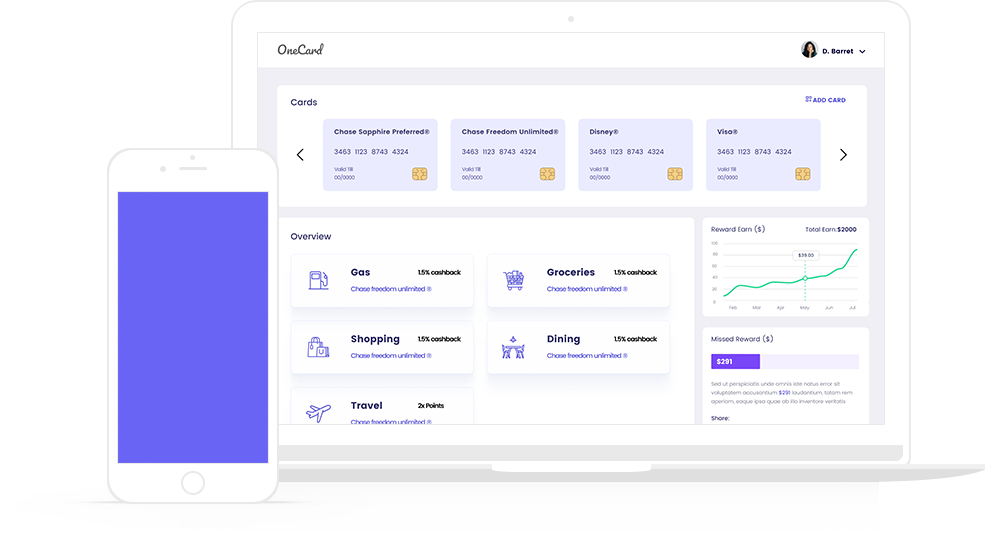 OneCard
D. Barret
Cards
ADD CARD
Chase Sapphire Preferred®
3463 1123 8743 4324
Valid Till
00/0000
Chase Freedom Unlimited®
3463 1123 8743 4324
Valid Till
00/0000
Disney®
3463 1123 8743 4324
Valid Till
00/0000
Visa®
3463 1123 8743 4324
Valid Till
00/0000
Overview
Gas 1.5% cashback
Chase freedom unlimited ®
Groceries 1.5% cashback
Chase freedom unlimited ®
Shopping 1.5% cashback
Chase freedom unlimited ®
Dining 1.5% cashback
Chase freedom unlimited ®
Travel 2x Points
Chase freedom unlimited ®
Reward Earn ($) Total Earn:$2000
100
80
60
40
20
0
$39.00
Feb Mar Apr May Jun Jul
Missed Reward ($)
$291
Sed ut perspiciatis unde omnis iste natus error sit
voluptatem accusantium $291 laudantium, totam rem
aperiam, eaque ipsa quae ab illo inventore veritatis
Share: